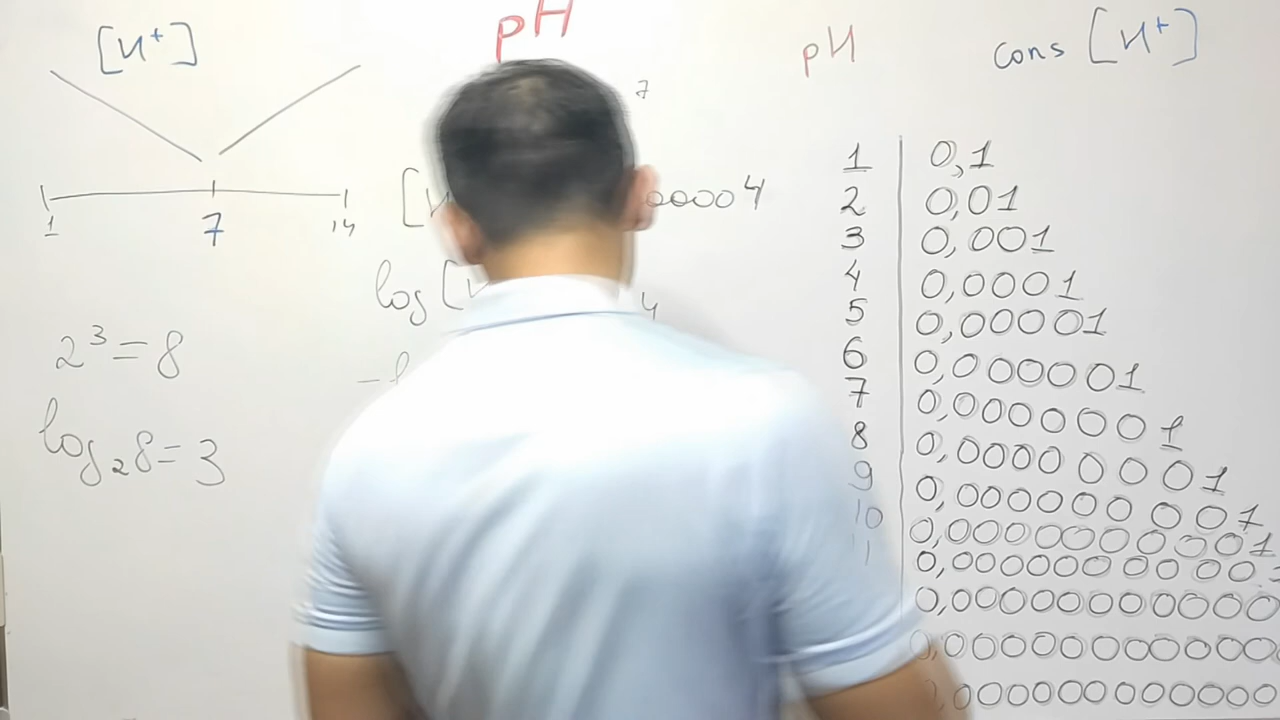 [H⁺]
1 7 14
2³=8
log₂8=3
pH
7
00004
log [
4
pH cons [H⁺]
1 0,1
2 0,01
3 0,001
4 0,0001
5 0,00001
6 0,000001
7 0,0000001
8 0,00000001
9 0,000000001
10 0,0000000001
11